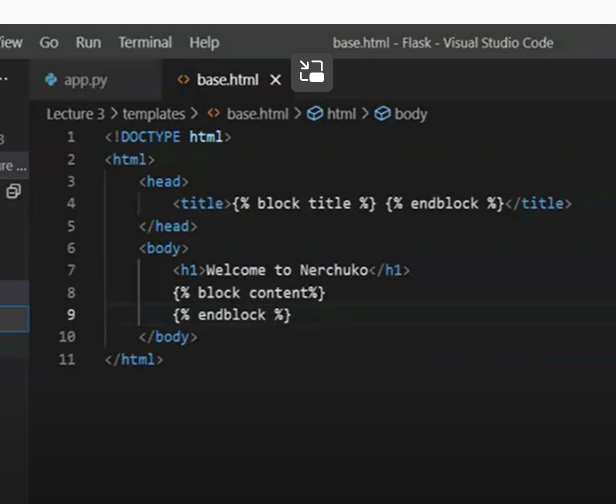 View Go Run Terminal Help base.html - Flask - Visual Studio Code
... app.py <> base.html ×
Lecture 3 > templates > <> base.html > html > body
3
ure ...
1 <!DOCTYPE html>
2 <html>
3 <head>
4 <title>{% block title %} {% endblock %}</title>
5 </head>
6 <body>
7 <h1>Welcome to Nerchuko</h1>
8 {% block content%}
9 {% endblock %}
10 </body>
11 </html>